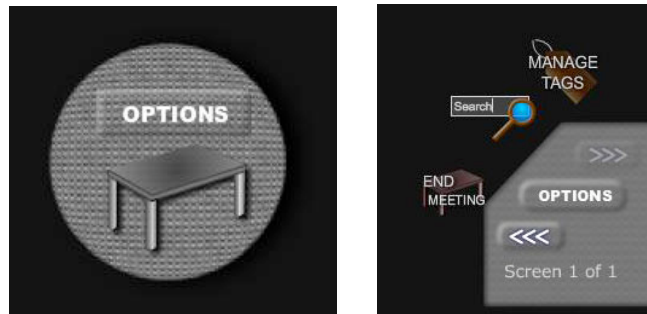 OPTIONS
MANAGE
TAGS
Search
>>>
END
MEETING
OPTIONS
<<<
Screen 1 of 1